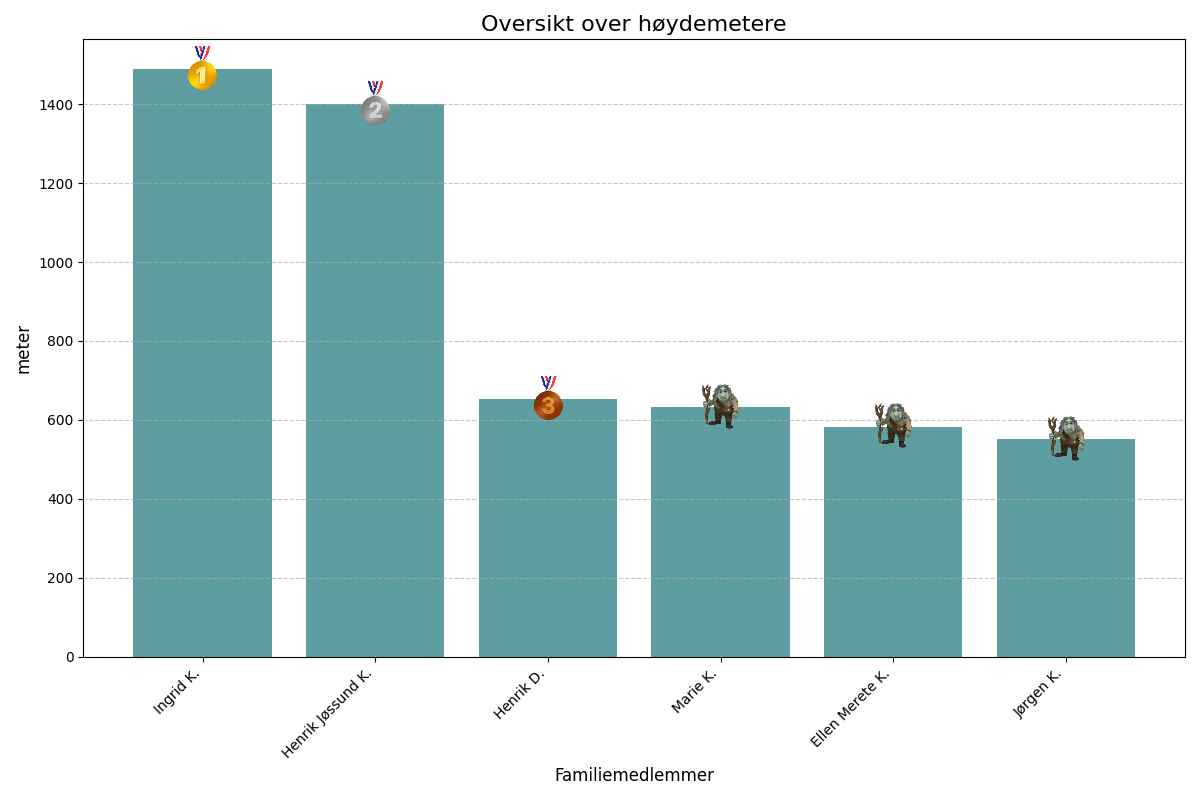 Oversikt over høydemetere
meter
1400
1200
1000
800
600
400
200
0
1
2
3
Ingrid K.
Henrik Jøssund K.
Henrik D.
Marie K.
Ellen Merete K.
Jørgen K.
Familiemedlemmer